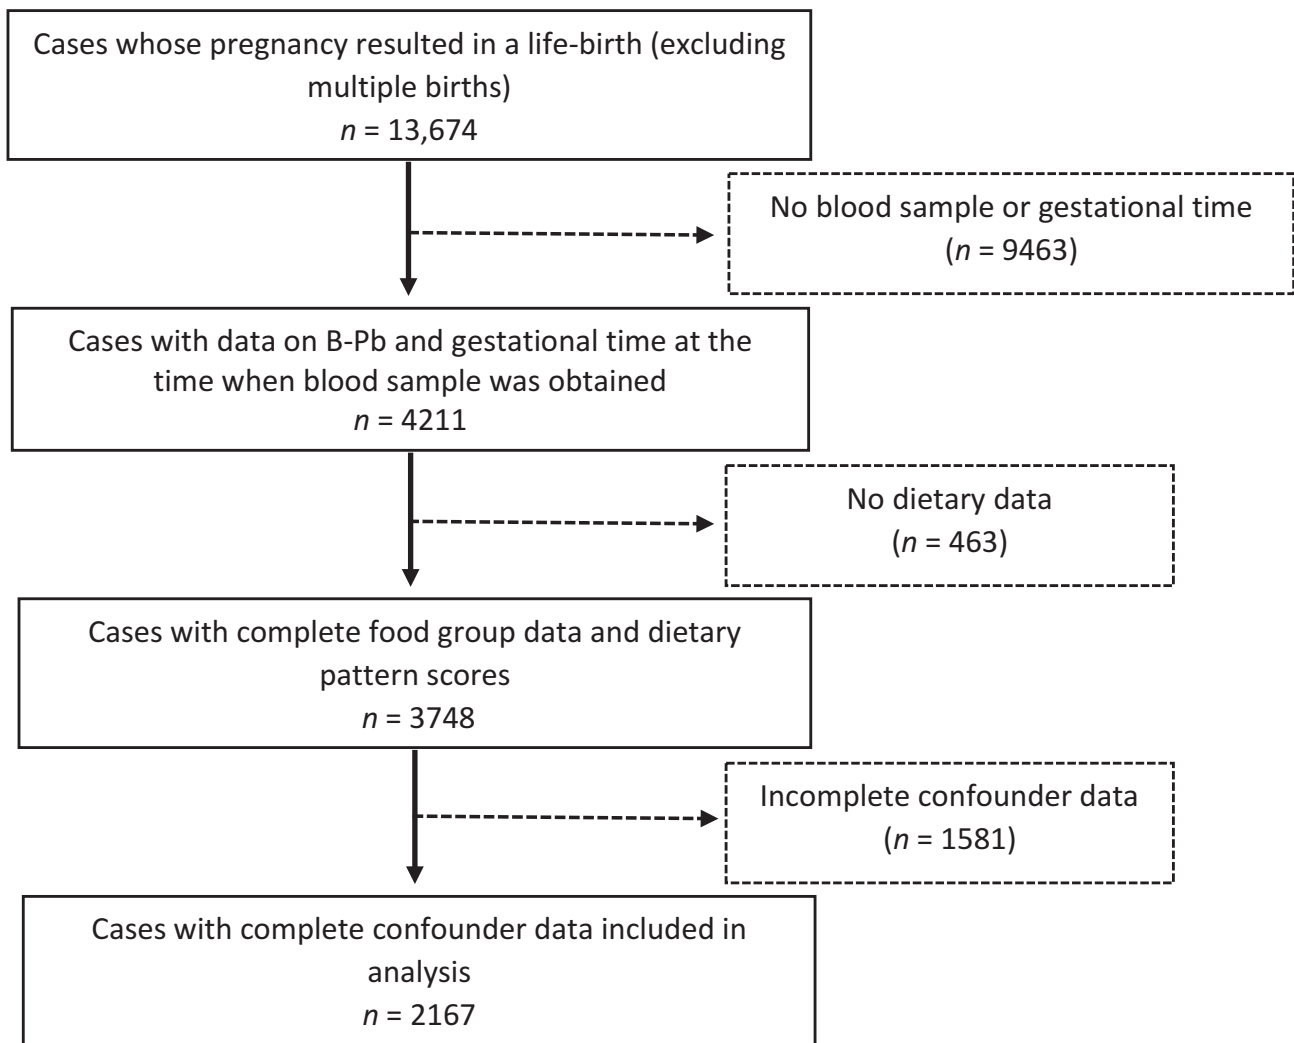 Cases whose pregnancy resulted in a life-birth (excluding
multiple births)
n = 13,674
No blood sample or gestational time
(n = 9463)
Cases with data on B-Pb and gestational time at the
time when blood sample was obtained
n = 4211
No dietary data
(n = 463)
Cases with complete food group data and dietary
pattern scores
n = 3748
Incomplete confounder data
(n = 1581)
Cases with complete confounder data included in
analysis
n = 2167